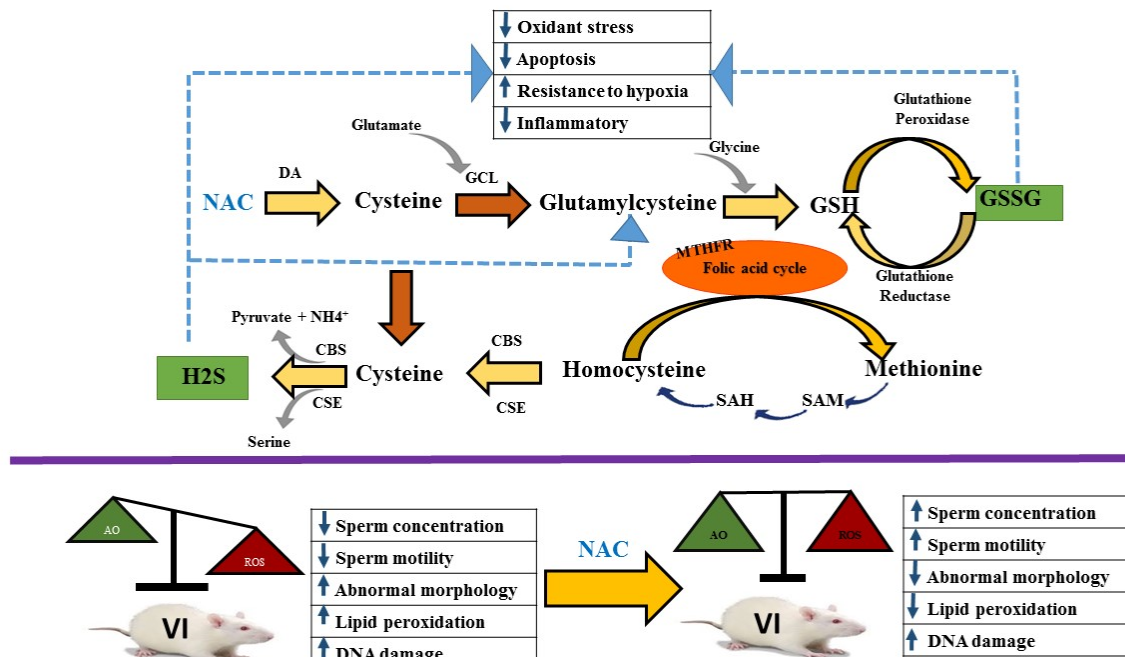 Oxidant stress
Apoptosis
Resistance to hypoxia
Inflammatory
Glutamate
Glycine
Glutathione
Peroxidase
NAC
DA
Cysteine
GCL
Glutamylcysteine
GSH
GSSG
Glutathione
Reductase
MTHFR
Folic acid cycle
Pyruvate + NH4⁺
H2S
CBS
CSE
Serine
Cysteine
CBS
CSE
Homocysteine
Methionine
SAH
SAM
AO
ROS
VI
Sperm concentration
Sperm motility
Abnormal morphology
Lipid peroxidation
DNA damage
NAC
AO
ROS
VI
Sperm concentration
Sperm motility
Abnormal morphology
Lipid peroxidation
DNA damage